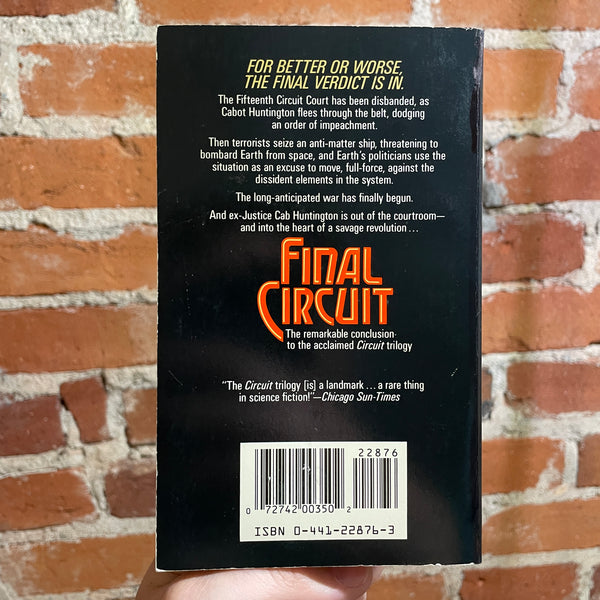 FOR BETTER OR WORSE,
THE FINAL VERDICT IS IN.
The Fifteenth Circuit Court has been disbanded, as
Cabot Huntington flees through the belt, dodging
an order of impeachment.
Then terrorists seize an anti-matter ship, threatening to
bombard Earth from space, and Earth's politicians use the
situation as an excuse to move, full-force, against the
dissident elements in the system.
The long-anticipated war has finally begun.
And ex-Justice Cab Huntington is out of the courtroom—
and into the heart of a savage revolution...
FINAL
CIRCUIT
The remarkable conclusion
to the acclaimed Circuit trilogy
"The Circuit trilogy [is] a landmark...a rare thing
in science fiction!"—Chicago Sun-Times
22876
0 72742 00350 2
ISBN 0-441-22876-3